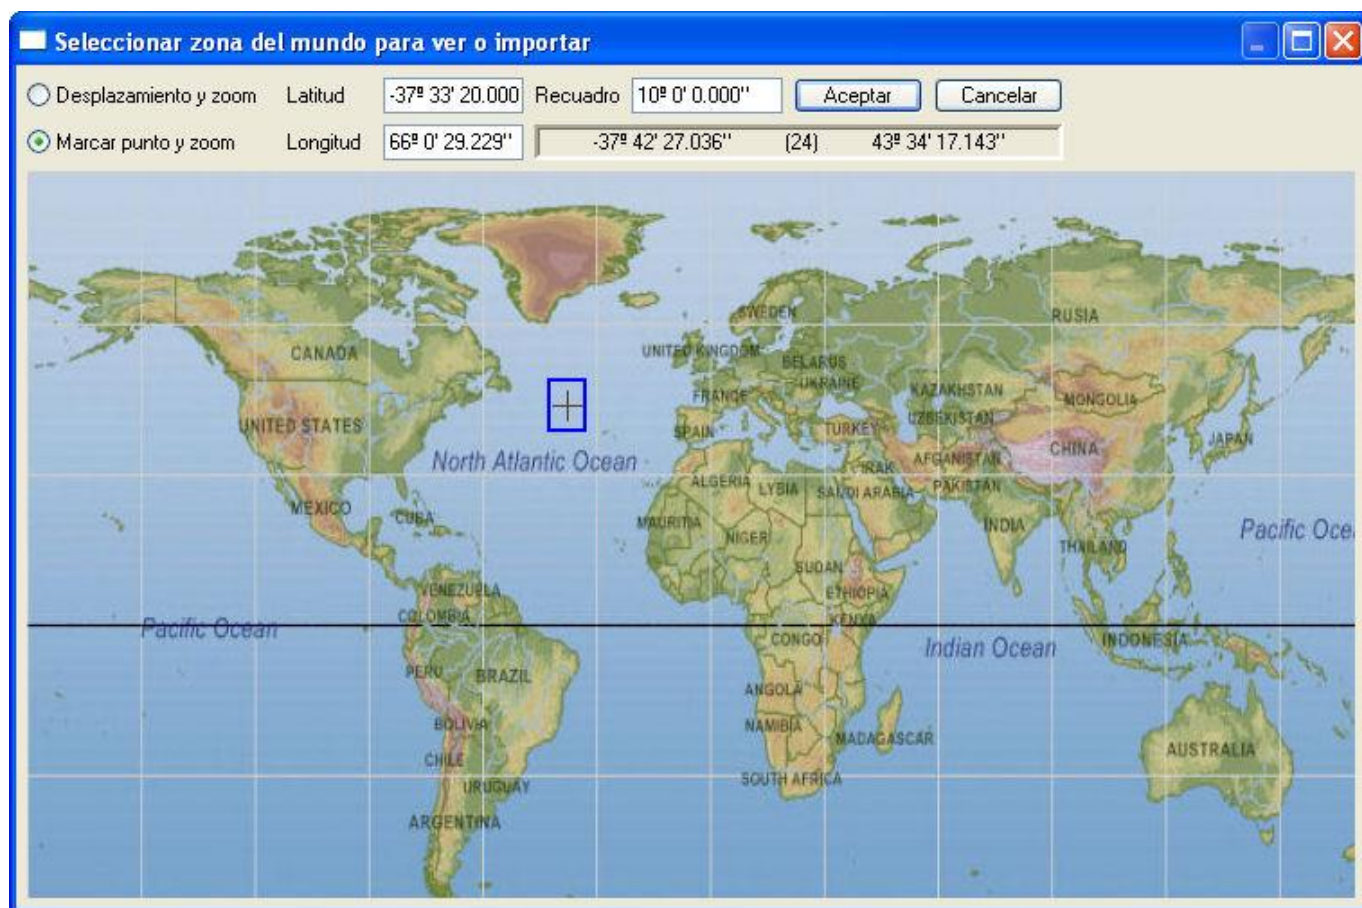 Seleccionar zona del mundo para ver o importar
Desplazamiento y zoom Latitud -37º 33' 20.000 Recuadro 10º 0' 0.000" Aceptar Cancelar
Marcar punto y zoom Longitud 66º 0' 29.229" -37º 42' 27.036" (24) 43º 34' 17.143"
SWEDEN
RUSIA
CANADA
UNITED KINGDOM
BELARUS
UKRAINE
FRANCE
KAZAKHSTAN
MONGOLIA
UZBEKISTAN
UNITED STATES
SPAIN
TURKEY
JAPAN
CHINA
North Atlantic Ocean
IRAK
AFGANISTAN
ALGERIA
LYBIA
SAUDI ARABIA
PAKISTAN
MEXICO
CUBA
MAURITIA
INDIA
Pacific Oce
NIGER
THAILAND
SUDAN
VENEZUELA
ETHIOPIA
COLOMBIA
KENYA
Pacific Ocean
CONGO
Indian Ocean
INDONESIA
PERU
BRAZIL
ANGOLA
BOLIVIA
NAMIBIA
MADAGASCAR
AUSTRALIA
CHILE
SOUTH AFRICA
URUGUAY
ARGENTINA